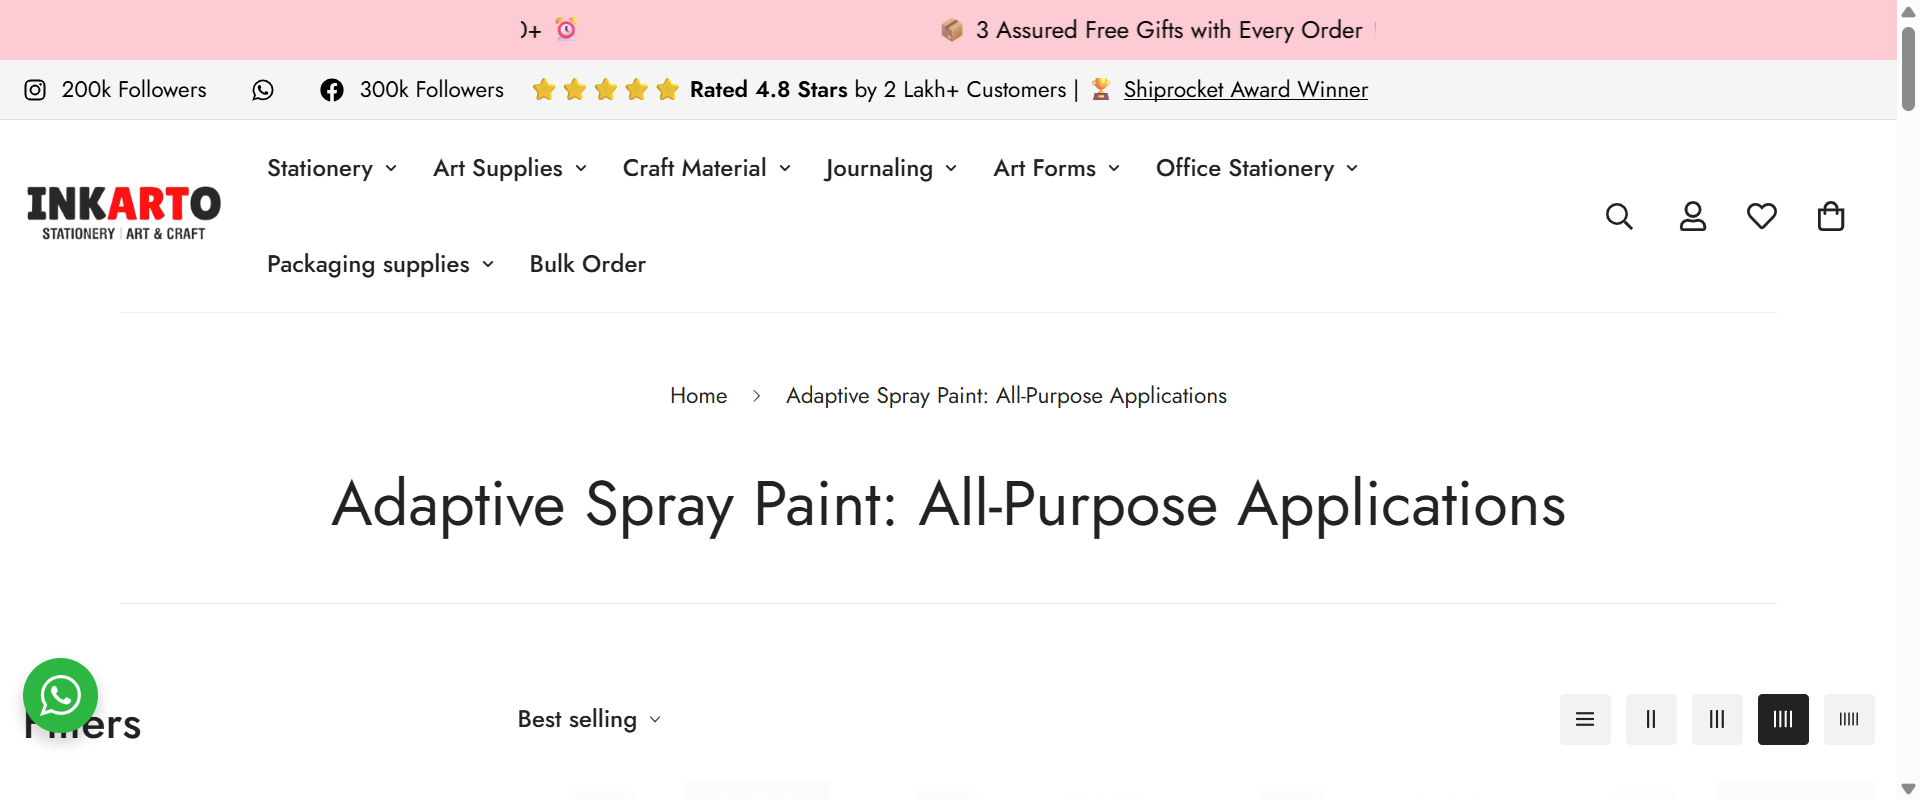 0+ ⏰ 📦 3 Assured Free Gifts with Every Order
200k Followers 300k Followers ⭐⭐⭐⭐⭐ Rated 4.8 Stars by 2 Lakh+ Customers | 🏆 Shiprocket Award Winner
Stationery Art Supplies Craft Material Journaling Art Forms Office Stationery
INKARTO
STATIONERY | ART & CRAFT
Packaging supplies Bulk Order
Home > Adaptive Spray Paint: All-Purpose Applications
Adaptive Spray Paint: All-Purpose Applications
Filters Best selling